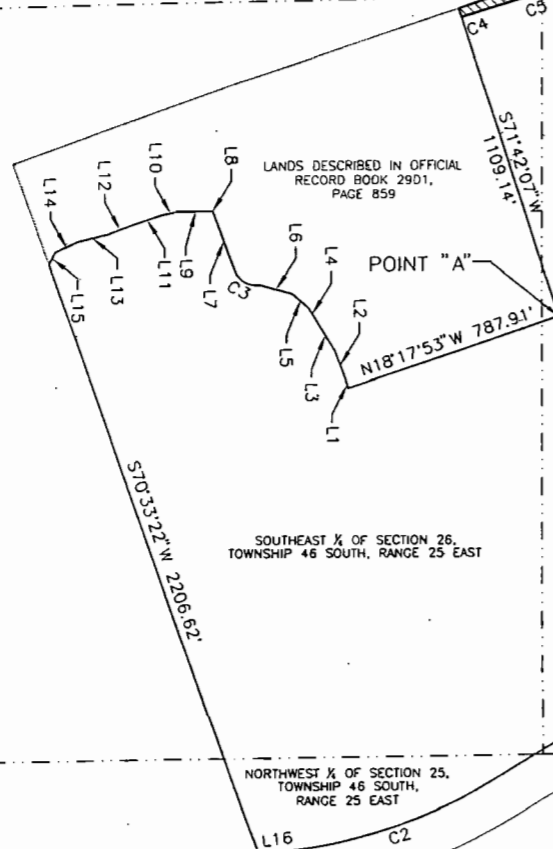 C5
C4
S71°42'07"W
1109.14'
LANDS DESCRIBED IN OFFICIAL
RECORD BOOK 2901,
PAGE 859
POINT "A"
N18°17'53"W 787.91'
L8
L10
L12
L14
L9
L11
L13
L15
L7
C3
L6
L4
L2
L5
L3
L1
S70°33'22"W 2206.62'
SOUTHEAST ¼ OF SECTION 26,
TOWNSHIP 46 SOUTH, RANGE 25 EAST
NORTHWEST ¼ OF SECTION 25,
TOWNSHIP 46 SOUTH,
RANGE 25 EAST
L16
C2